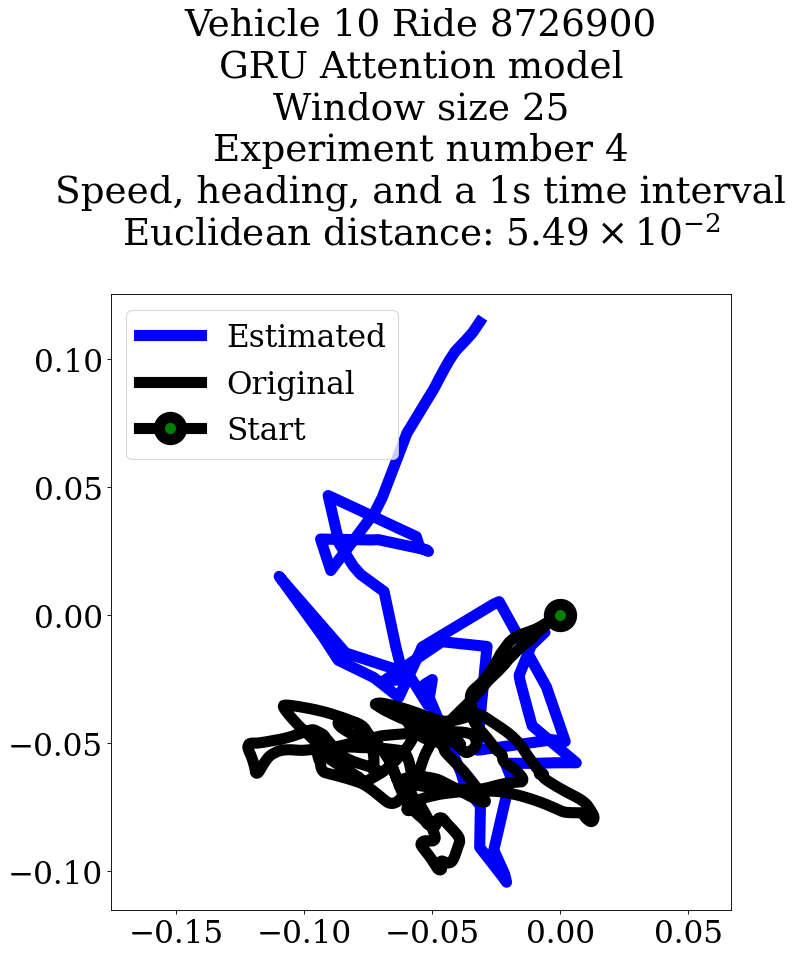 Vehicle 10 Ride 8726900
GRU Attention model
Window size 25
Experiment number 4
Speed, heading, and a 1s time interval
Euclidean distance: 5.49 × 10⁻²
Estimated
Original
Start
0.10
0.05
0.00
−0.05
−0.10
−0.15
−0.10
−0.05
0.00
0.05